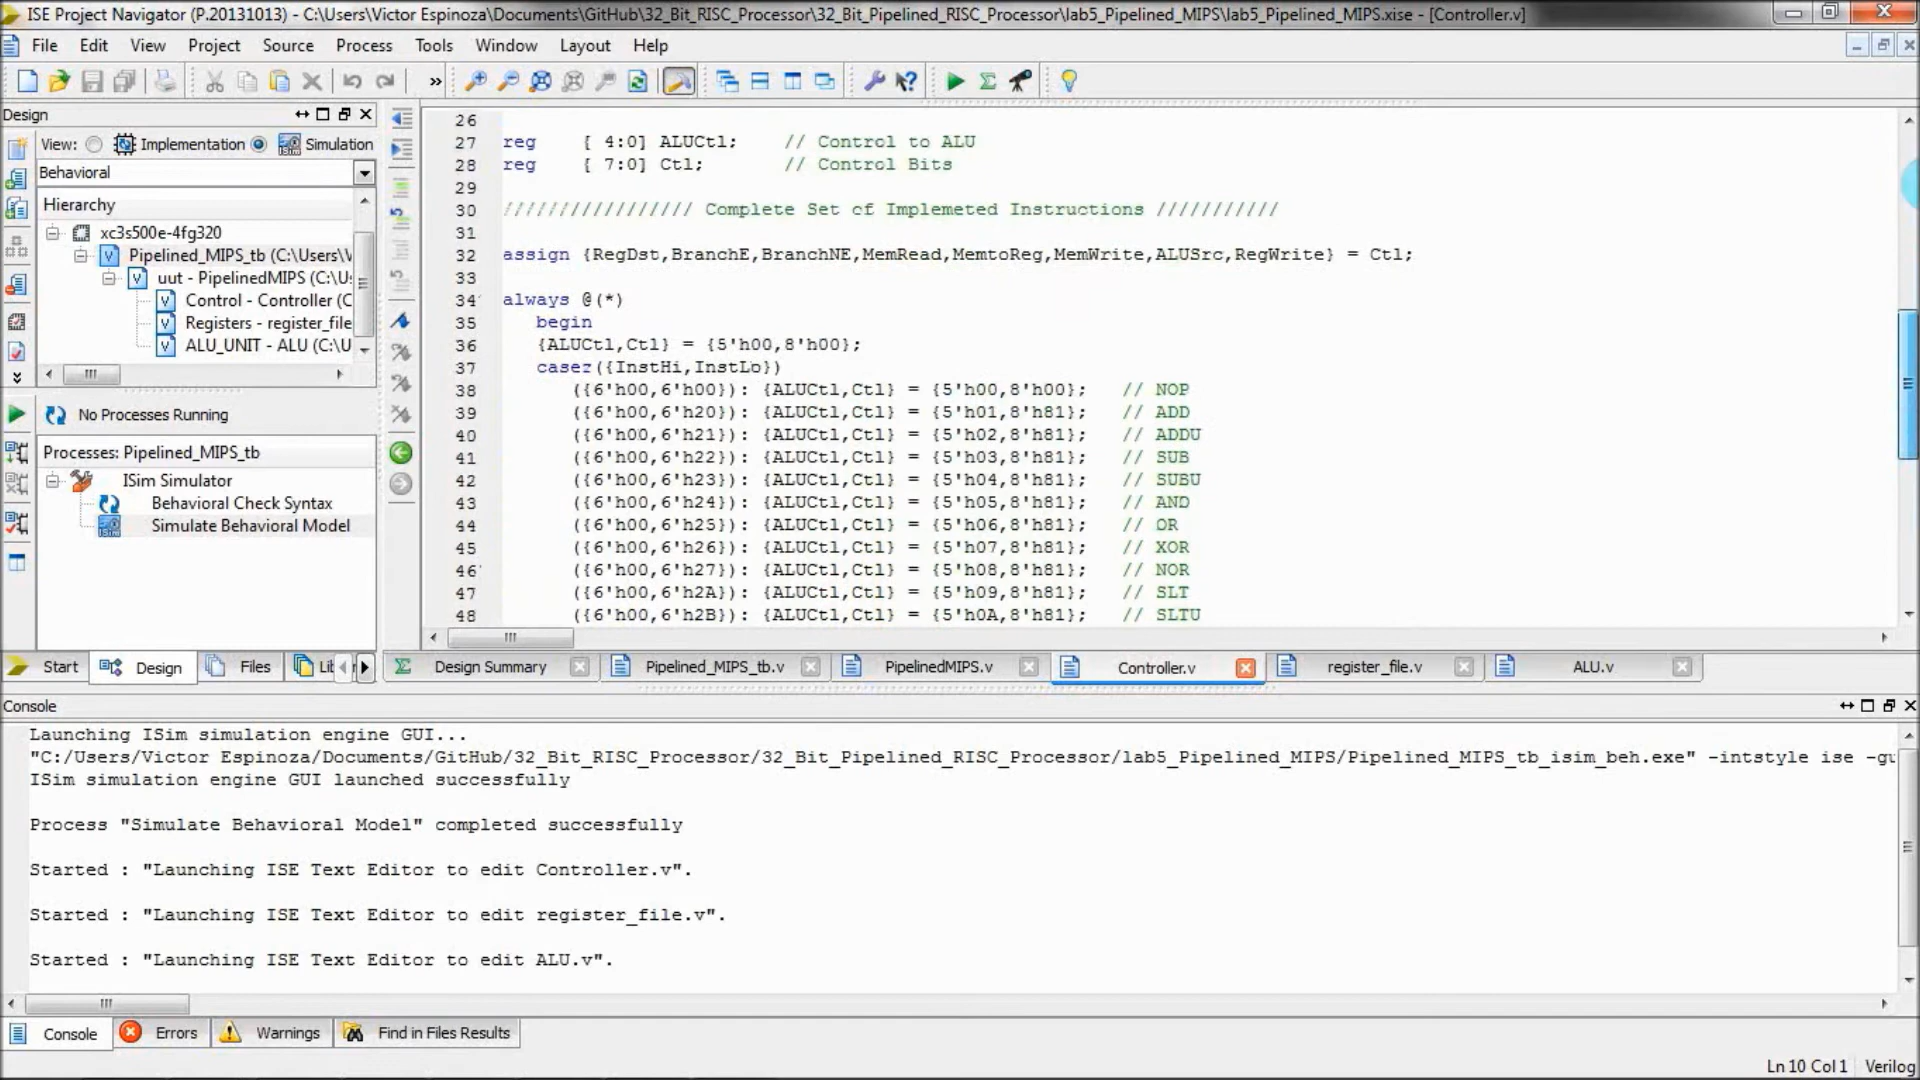 ISE Project Navigator (P.20131013) - C:\Users\Victor Espinoza\Documents\GitHub\32_Bit_RISC_Processor\32_Bit_Pipelined_RISC_Processor\lab5_Pipelined_MIPS\lab5_Pipelined_MIPS.xise - [Controller.v]
File Edit View Project Source Process Tools Window Layout Help
»
Design
View: Implementation Simulation
Behavioral
Hierarchy
xc3s500e-4fg320
Pipelined_MIPS_tb (C:\Users\V
uut - PipelinedMIPS (C:\U:
Control - Controller (C
Registers - register_file
ALU_UNIT - ALU (C:\U
No Processes Running
Processes: Pipelined_MIPS_tb
ISim Simulator
Behavioral Check Syntax
Simulate Behavioral Model
Start Design Files Lib
26
27 reg [ 4:0] ALUCtl; // Control to ALU
28 reg [ 7:0] Ctl; // Control Bits
29
30 ///////////////// Complete Set of Implemeted Instructions ///////////
31
32 assign {RegDst,BranchE,BranchNE,MemRead,MemtoReg,MemWrite,ALUSrc,RegWrite} = Ctl;
33
34 always @(*)
35 begin
36 {ALUCtl,Ctl} = {5'h00,8'h00};
37 casez({InstHi,InstLo})
38 ({6'h00,6'h00}): {ALUCtl,Ctl} = {5'h00,8'h00}; // NOP
39 ({6'h00,6'h20}): {ALUCtl,Ctl} = {5'h01,8'h81}; // ADD
40 ({6'h00,6'h21}): {ALUCtl,Ctl} = {5'h02,8'h81}; // ADDU
41 ({6'h00,6'h22}): {ALUCtl,Ctl} = {5'h03,8'h81}; // SUB
42 ({6'h00,6'h23}): {ALUCtl,Ctl} = {5'h04,8'h81}; // SUBU
43 ({6'h00,6'h24}): {ALUCtl,Ctl} = {5'h05,8'h81}; // AND
44 ({6'h00,6'h25}): {ALUCtl,Ctl} = {5'h06,8'h81}; // OR
45 ({6'h00,6'h26}): {ALUCtl,Ctl} = {5'h07,8'h81}; // XOR
46 ({6'h00,6'h27}): {ALUCtl,Ctl} = {5'h08,8'h81}; // NOR
47 ({6'h00,6'h2A}): {ALUCtl,Ctl} = {5'h09,8'h81}; // SLT
48 ({6'h00,6'h2B}): {ALUCtl,Ctl} = {5'h0A,8'h81}; // SLTU
Design Summary Pipelined_MIPS_tb.v PipelinedMIPS.v Controller.v register_file.v ALU.v
Console
Launching ISim simulation engine GUI...
"C:/Users/Victor Espinoza/Documents/GitHub/32_Bit_RISC_Processor/32_Bit_Pipelined_RISC_Processor/lab5_Pipelined_MIPS/Pipelined_MIPS_tb_isim_beh.exe" -intstyle ise -gu
ISim simulation engine GUI launched successfully
Process "Simulate Behavioral Model" completed successfully
Started : "Launching ISE Text Editor to edit Controller.v".
Started : "Launching ISE Text Editor to edit register_file.v".
Started : "Launching ISE Text Editor to edit ALU.v".
Console Errors Warnings Find in Files Results
Ln 10 Col 1 Verilog